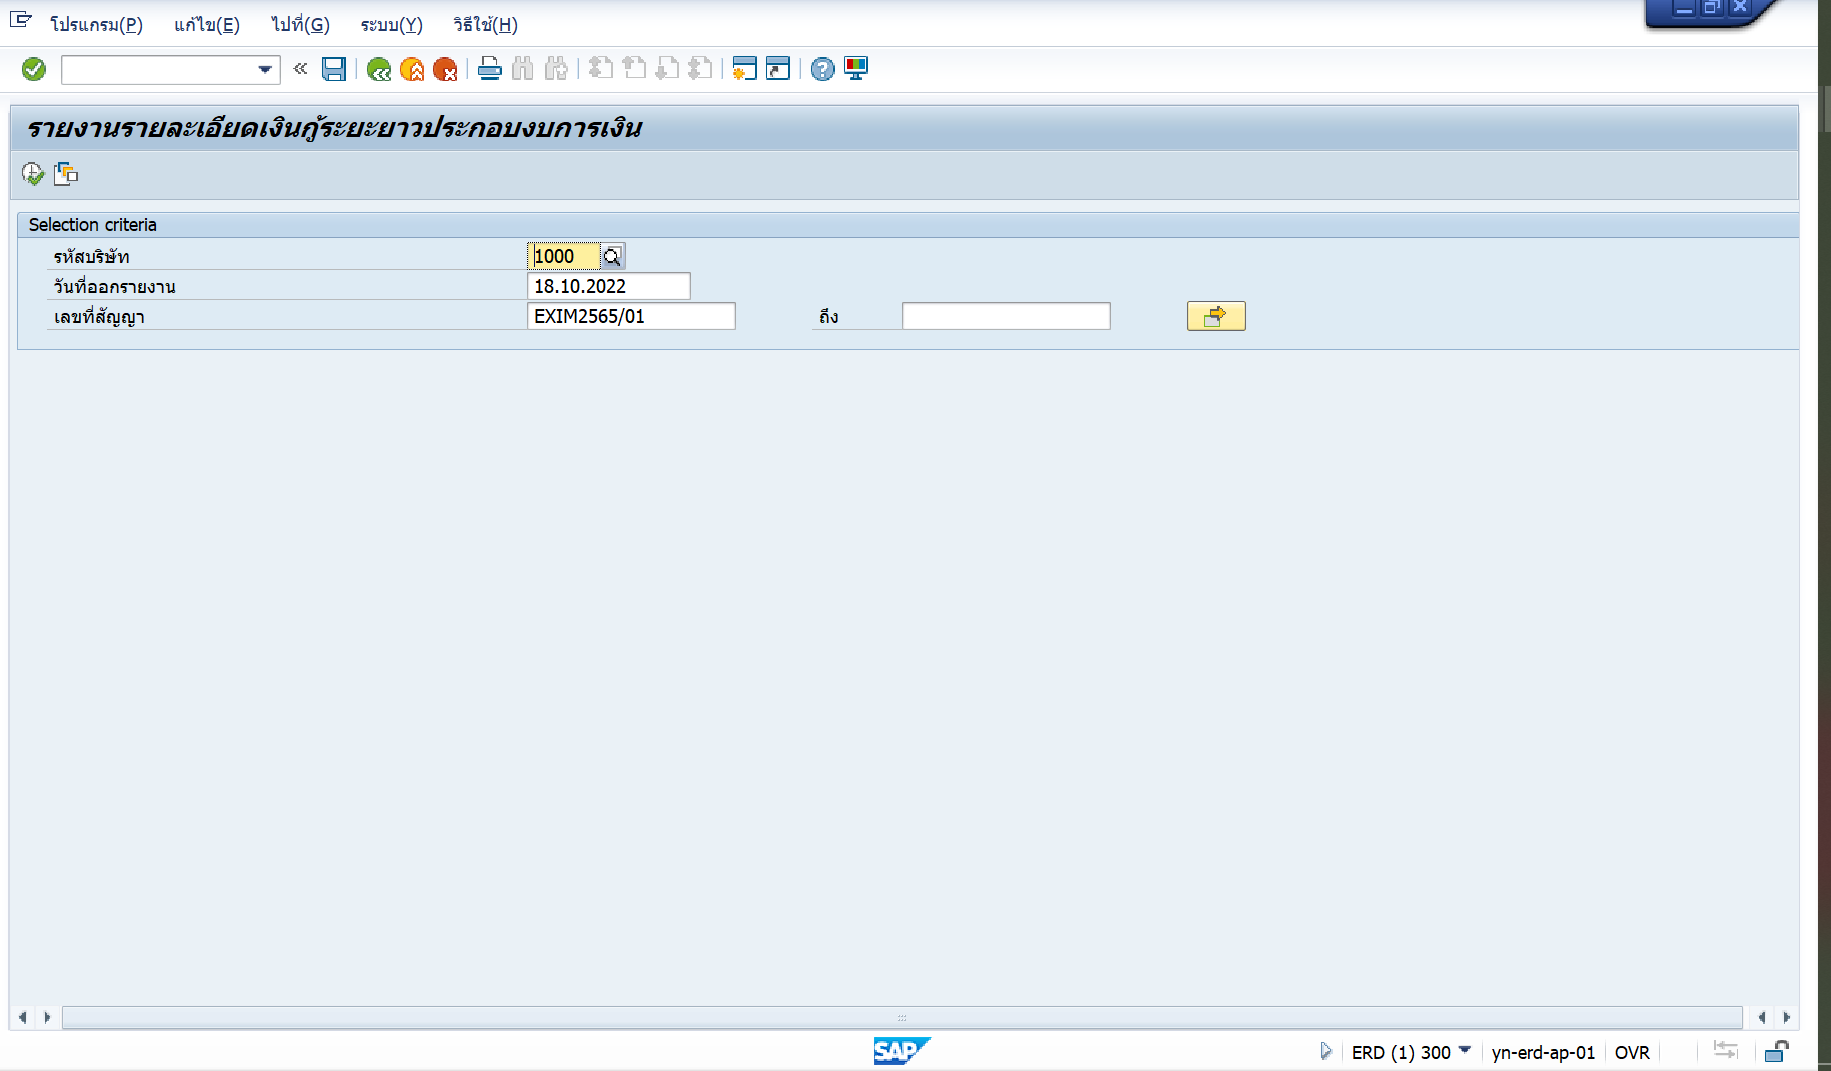 โปรแกรม(P) แก้ไข(E) ไปที่(G) ระบบ(Y) วิธีใช้(H)
รายงานรายละเอียดเงินกู้ระยะยาวประกอบงบการเงิน
Selection criteria
รหัสบริษัท 1000
วันที่ออกรายงาน 18.10.2022
เลขที่สัญญา EXIM2565/01 ถึง
SAP ERD (1) 300 yn-erd-ap-01 OVR